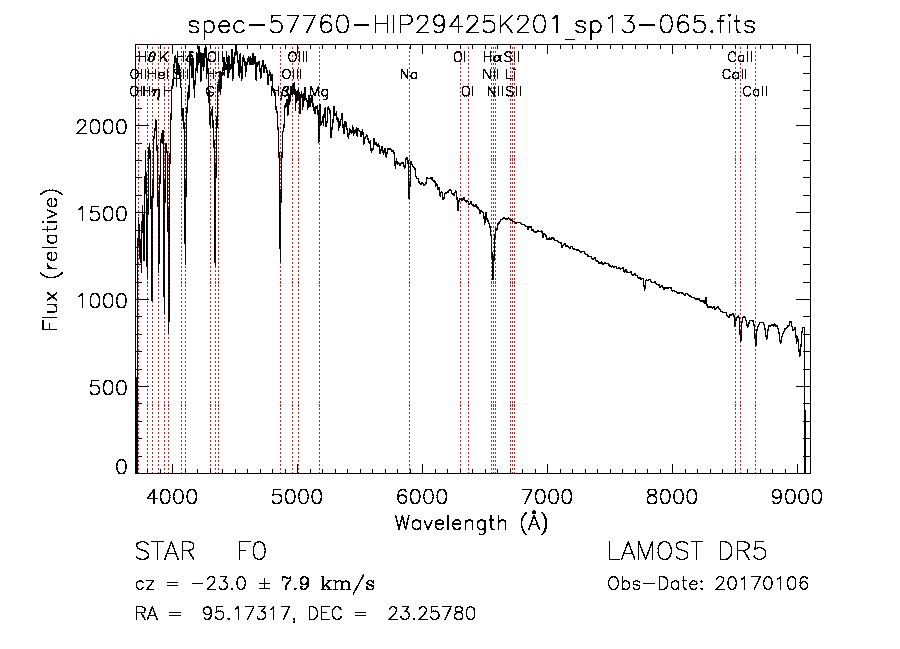 spec-57760-HIP29425K201_sp13-065.fits
Hθ K Hδ OIII Hα SII CaII
OII HeI SII Hγ OIII Na NII Li CaII
OII Hη H G Hβ Mg OI NII SII CaII
2000
1500
1000
500
0
Flux (relative)
4000 5000 6000 7000 8000 9000
Wavelength (Å)
STAR F0 LAMOST DR5
cz = -23.0 ± 7.9 km/s Obs-Date: 20170106
RA = 95.17317, DEC = 23.25780